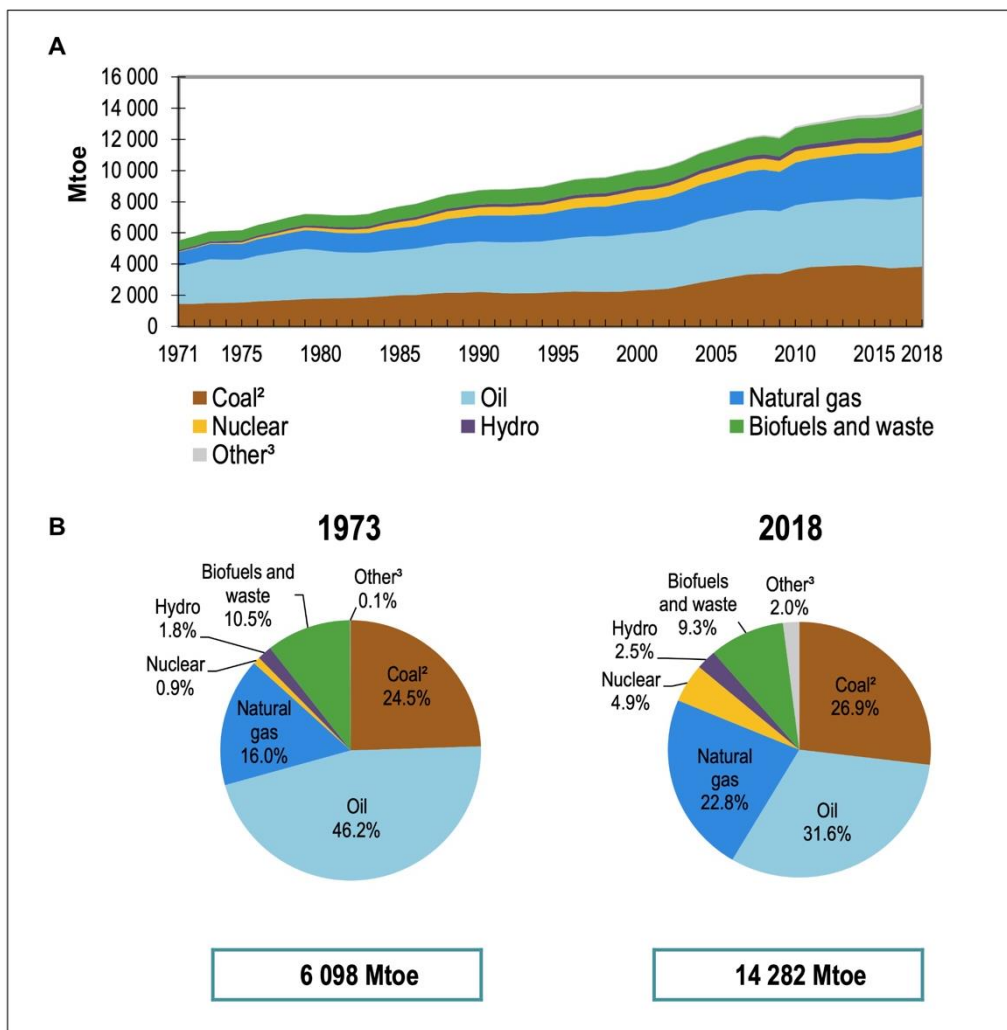 A
16 000
14 000
12 000
10 000
8 000
6 000
4 000
2 000
0
Mtoe
1971 1975 1980 1985 1990 1995 2000 2005 2010 2015 2018
Coal² Oil Natural gas
Nuclear Hydro Biofuels and waste
Other³
B
1973
Biofuels and
waste
10.5%
Other³
0.1%
Hydro
1.8%
Nuclear
0.9%
Coal²
24.5%
Natural
gas
16.0%
Oil
46.2%
6 098 Mtoe
2018
Biofuels
and waste
9.3%
Other³
2.0%
Hydro
2.5%
Nuclear
4.9%
Coal²
26.9%
Natural
gas
22.8%
Oil
31.6%
14 282 Mtoe